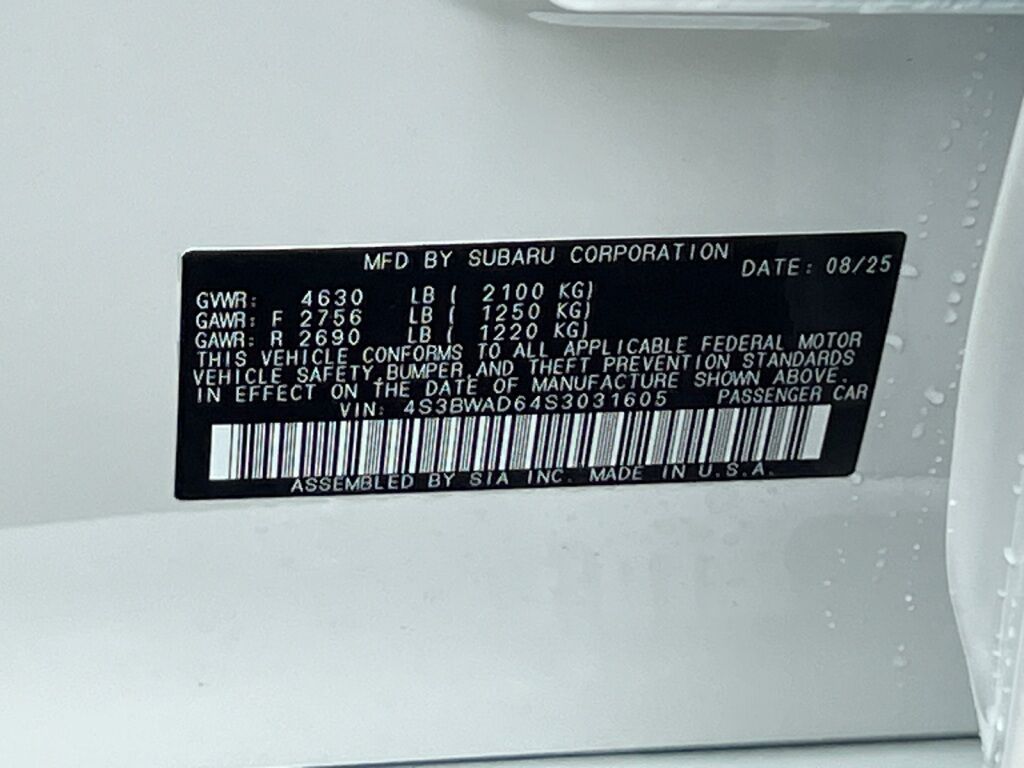 MFD BY SUBARU CORPORATION DATE: 08/25
GVWR: 4630 LB ( 2100 KG)
GAWR: F 2756 LB ( 1250 KG)
GAWR: R 2690 LB ( 1220 KG)
THIS VEHICLE CONFORMS TO ALL APPLICABLE FEDERAL MOTOR
VEHICLE SAFETY,BUMPER,AND THEFT PREVENTION STANDARDS
IN EFFECT ON THE DATE OF MANUFACTURE SHOWN ABOVE.
VIN: 4S3BWAD64S3031605 PASSENGER CAR
ASSEMBLED BY SIA INC. MADE IN U.S.A.